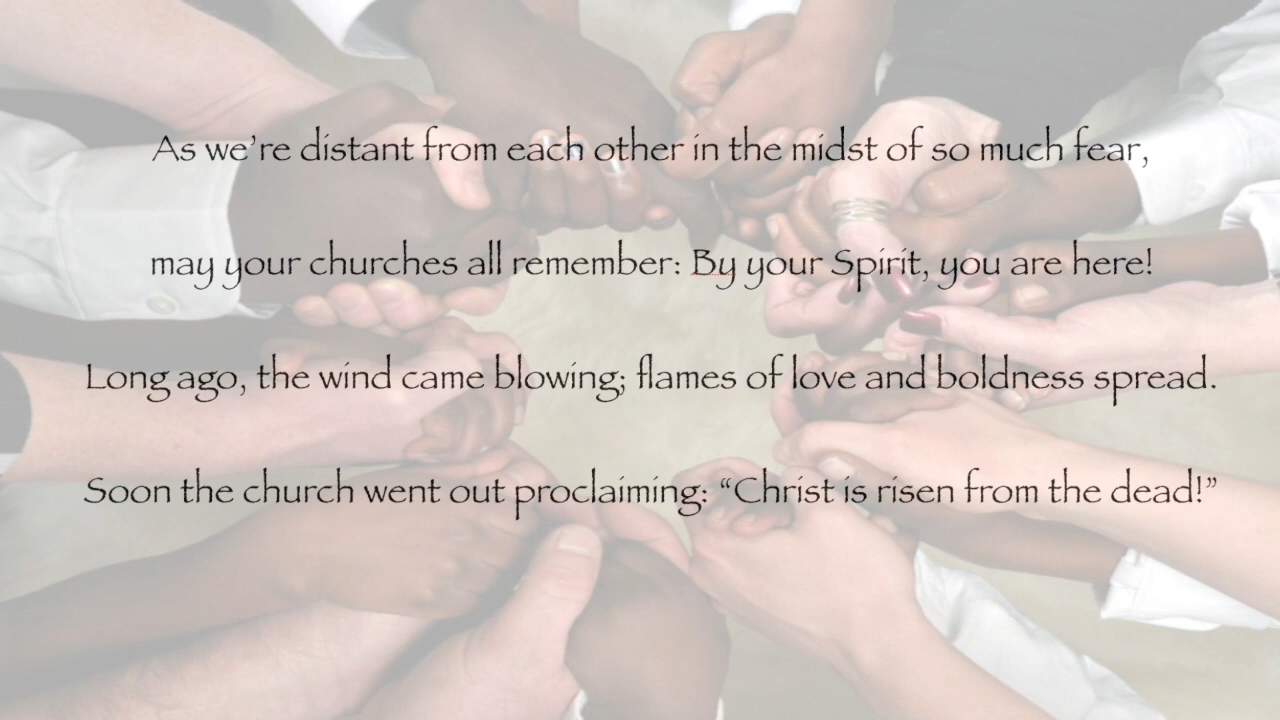 As we’re distant from each other in the midst of so much fear,
may your churches all remember: By your Spirit, you are here!
Long ago, the wind came blowing; flames of love and boldness spread.
Soon the church went out proclaiming: “Christ is risen from the dead!”